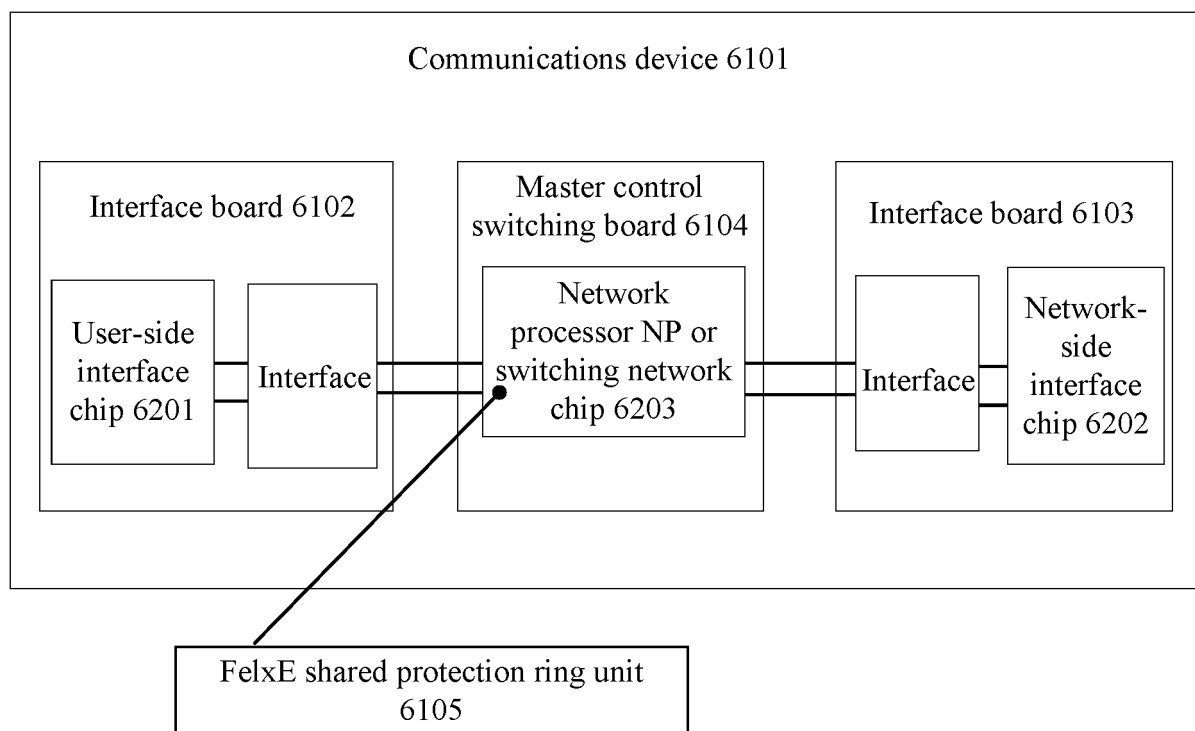 Communications device 6101
Interface board 6102
User-side
interface
chip 6201
Interface
Master control
switching board 6104
Network
processor NP or
switching network
chip 6203
Interface board 6103
Interface
Network-
side
interface
chip 6202
FelxE shared protection ring unit
6105